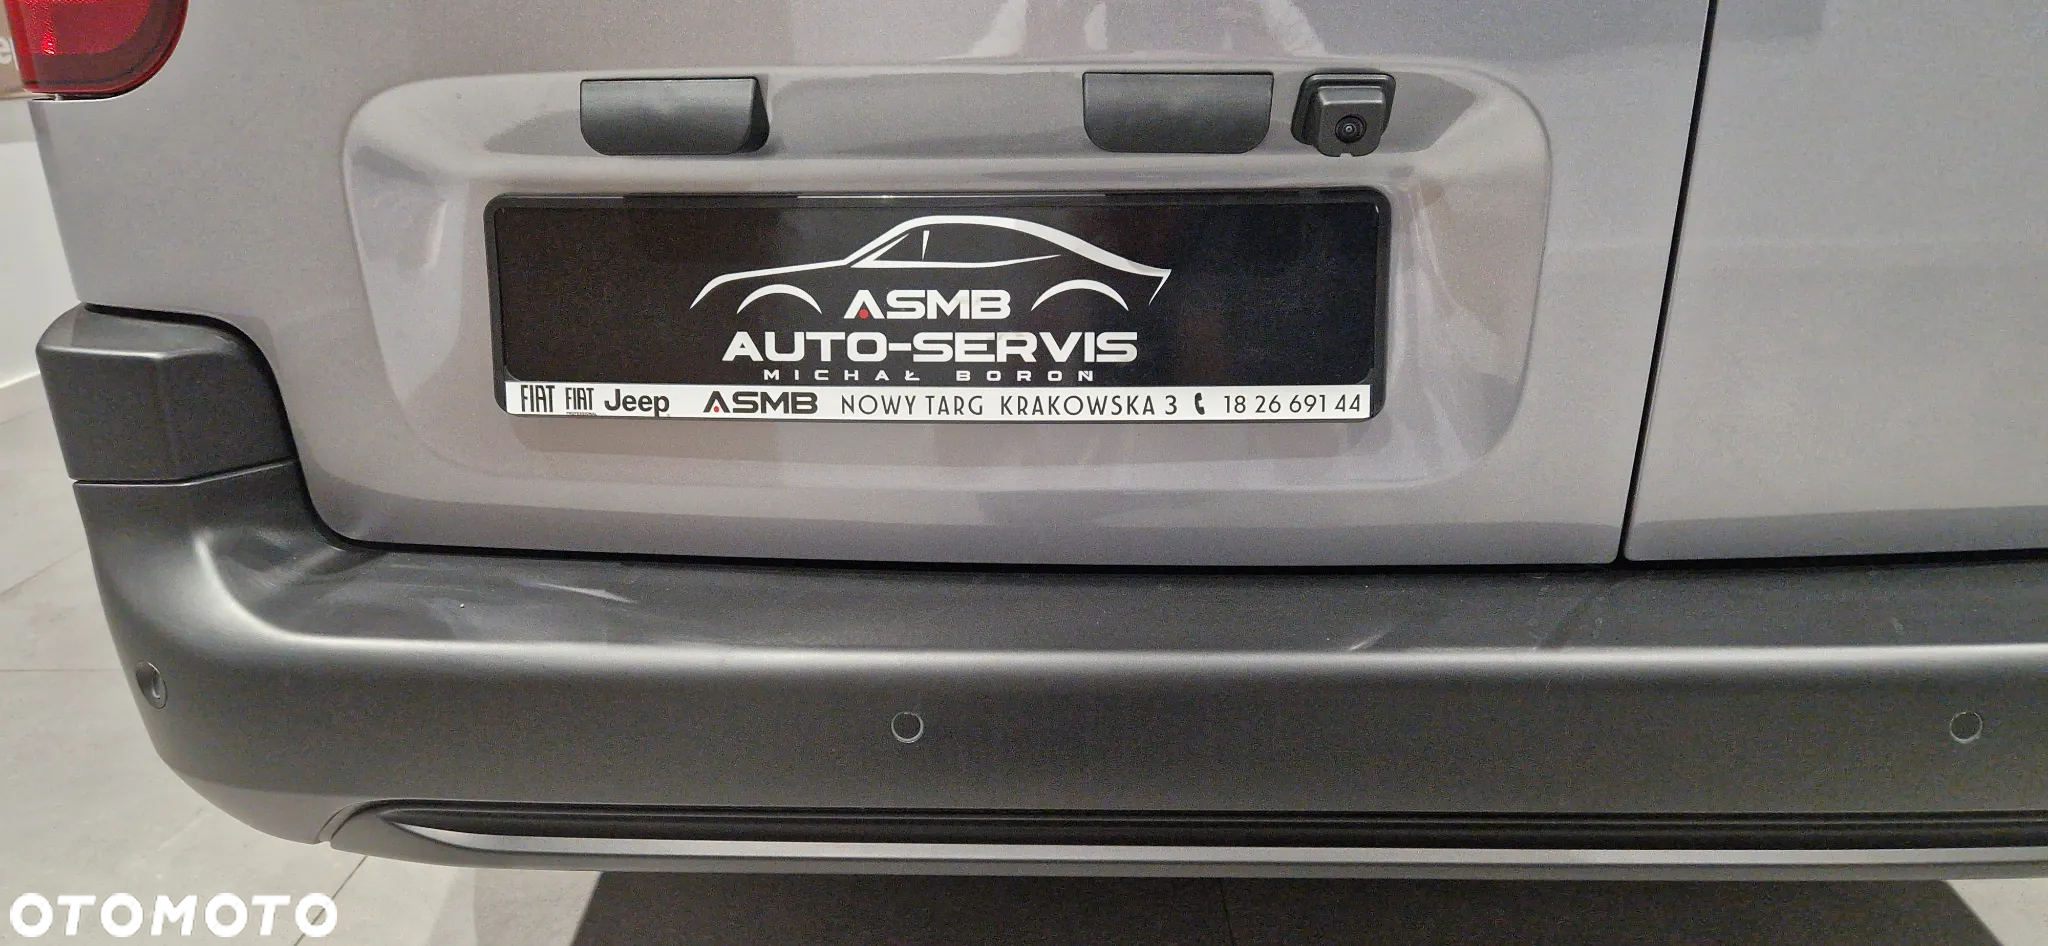 ASMB
AUTO-SERVIS
MICHAŁ BOROŃ
FIAT FIAT Jeep ASMB NOWY TARG KRAKOWSKA 3 18 26 691 44
OTOMOTO